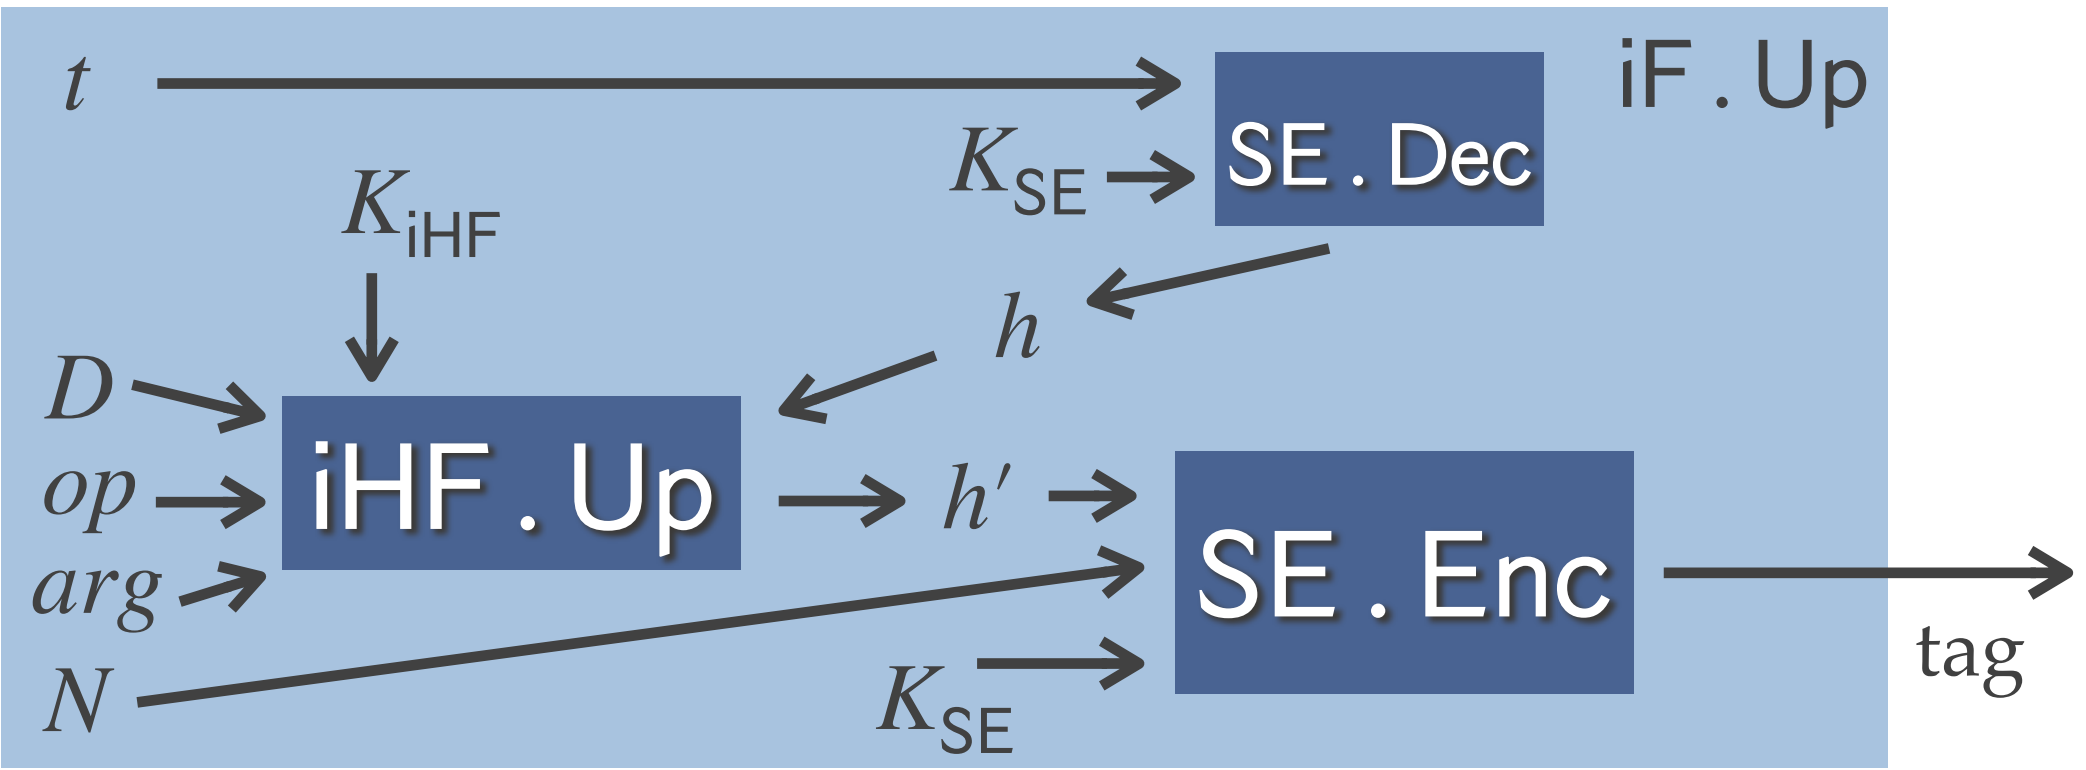 t
iF.Up
K_SE
SE.Dec
K_iHF
h
D
op
arg
iHF.Up
h′
N
SE.Enc
K_SE
tag